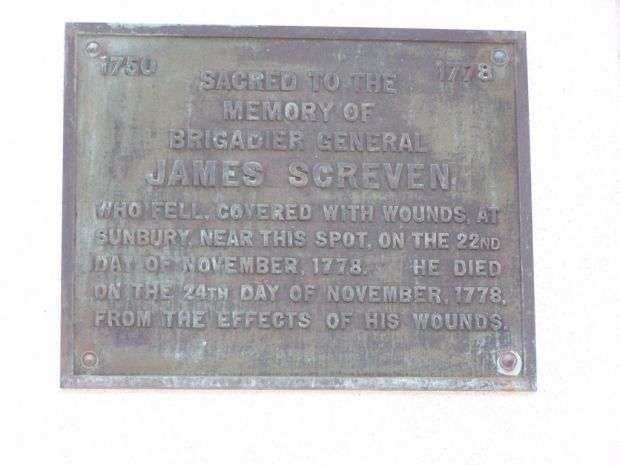 1750 1778
SACRED TO THE
MEMORY OF
BRIGADIER GENERAL
JAMES SCREVEN,
WHO FELL, COVERED WITH WOUNDS, AT
SUNBURY, NEAR THIS SPOT, ON THE 22ND
DAY OF NOVEMBER, 1778. HE DIED
ON THE 24TH DAY OF NOVEMBER, 1778,
FROM THE EFFECTS OF HIS WOUNDS.